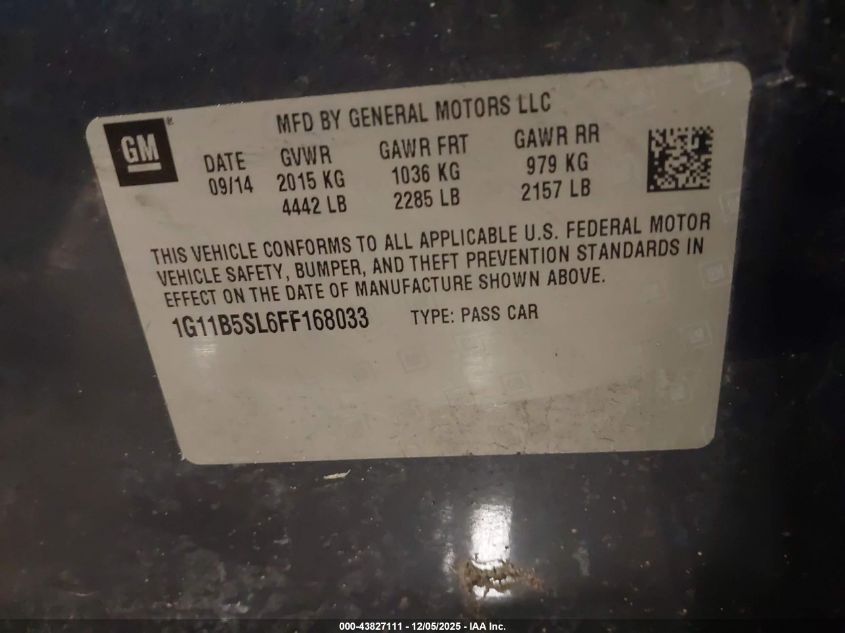 GM ®
MFD BY GENERAL MOTORS LLC
DATE GVWR GAWR FRT GAWR RR
09/14 2015 KG 1036 KG 979 KG
4442 LB 2285 LB 2157 LB
THIS VEHICLE CONFORMS TO ALL APPLICABLE U.S. FEDERAL MOTOR
VEHICLE SAFETY, BUMPER, AND THEFT PREVENTION STANDARDS IN
EFFECT ON THE DATE OF MANUFACTURE SHOWN ABOVE.
1G11B5SL6FF168033 TYPE: PASS CAR
000-43827111 - 12/05/2025 - IAA Inc.